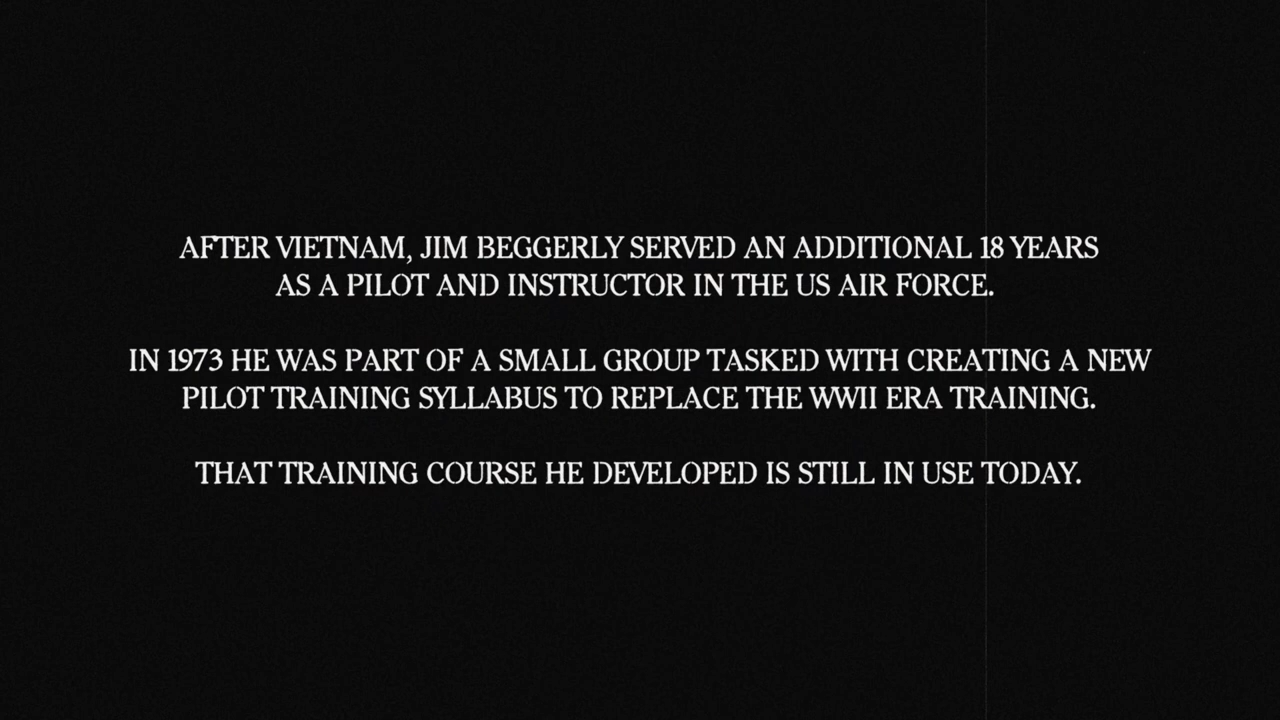 AFTER VIETNAM, JIM BEGGERLY SERVED AN ADDITIONAL 18 YEARS
AS A PILOT AND INSTRUCTOR IN THE US AIR FORCE.
IN 1973 HE WAS PART OF A SMALL GROUP TASKED WITH CREATING A NEW
PILOT TRAINING SYLLABUS TO REPLACE THE WWII ERA TRAINING.
THAT TRAINING COURSE HE DEVELOPED IS STILL IN USE TODAY.